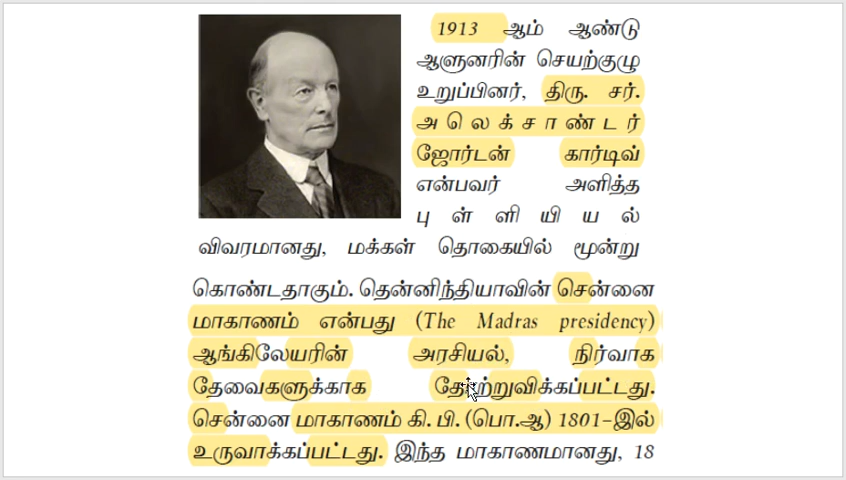 1913 ஆம் ஆண்டு
ஆளுனரின் செயற்குழு
உறுப்பினர், திரு. சர்.
அ லெ க் சா ண் ட ர்
ஜோர்டன் கார்டிவ்
என்பவர் அளித்த
பு ள் ளி யி ய ல்
விவரமானது, மக்கள் தொகையில் மூன்று
கொண்டதாகும். தென்னிந்தியாவின் சென்னை
மாகாணம் என்பது (The Madras presidency)
ஆங்கிலேயரின் அரசியல், நிர்வாக
தேவைகளுக்காக தோற்றுவிக்கப்பட்டது.
சென்னை மாகாணம் கி. பி. (பொ.ஆ) 1801-இல்
உருவாக்கப்பட்டது. இந்த மாகாணமானது, 18